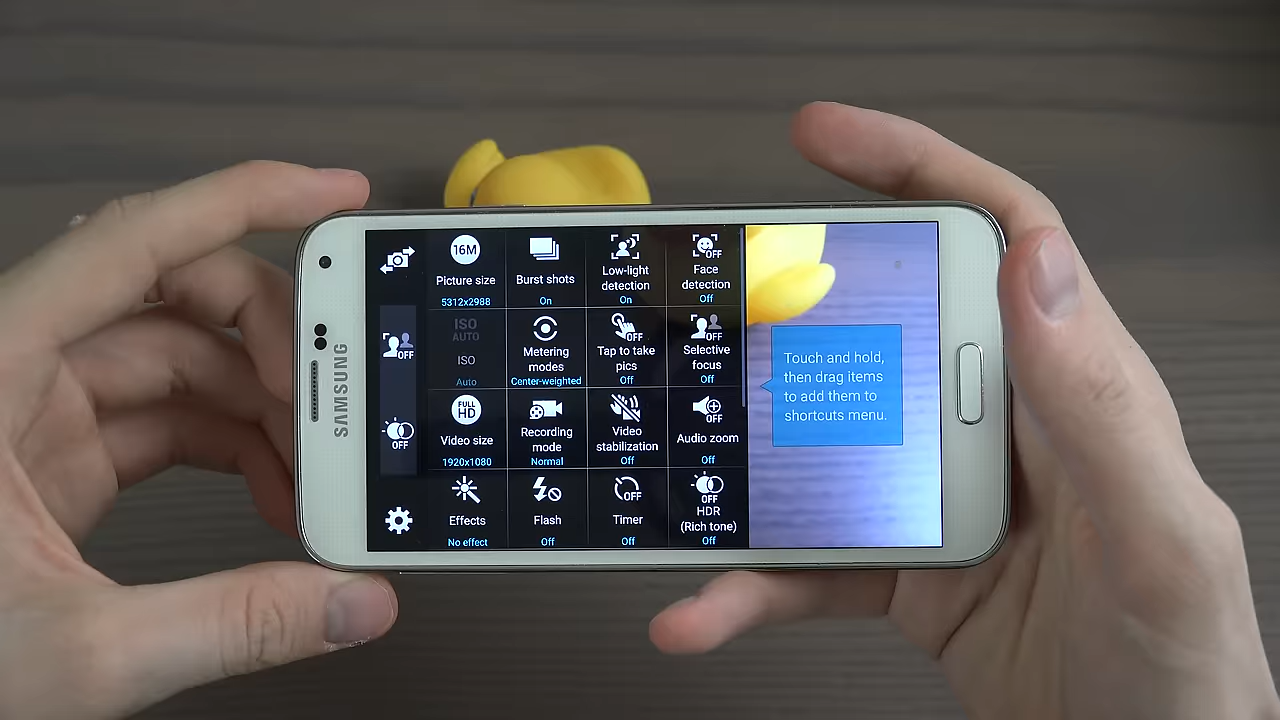 SAMSUNG
OFF
OFF
16M
Picture size
5312x2988
Burst shots
On
Low-light
detection
On
OFF
Face
detection
Off
ISO
AUTO
ISO
Auto
Metering
modes
Center-weighted
OFF
Tap to take
pics
Off
OFF
Selective
focus
Off
FULL
HD
Video size
1920x1080
Recording
mode
Normal
Video
stabilization
Off
OFF
Audio zoom
Off
Effects
No effect
Flash
Off
OFF
Timer
Off
OFF
HDR
(Rich tone)
Off
Touch and hold,
then drag items
to add them to
shortcuts menu.